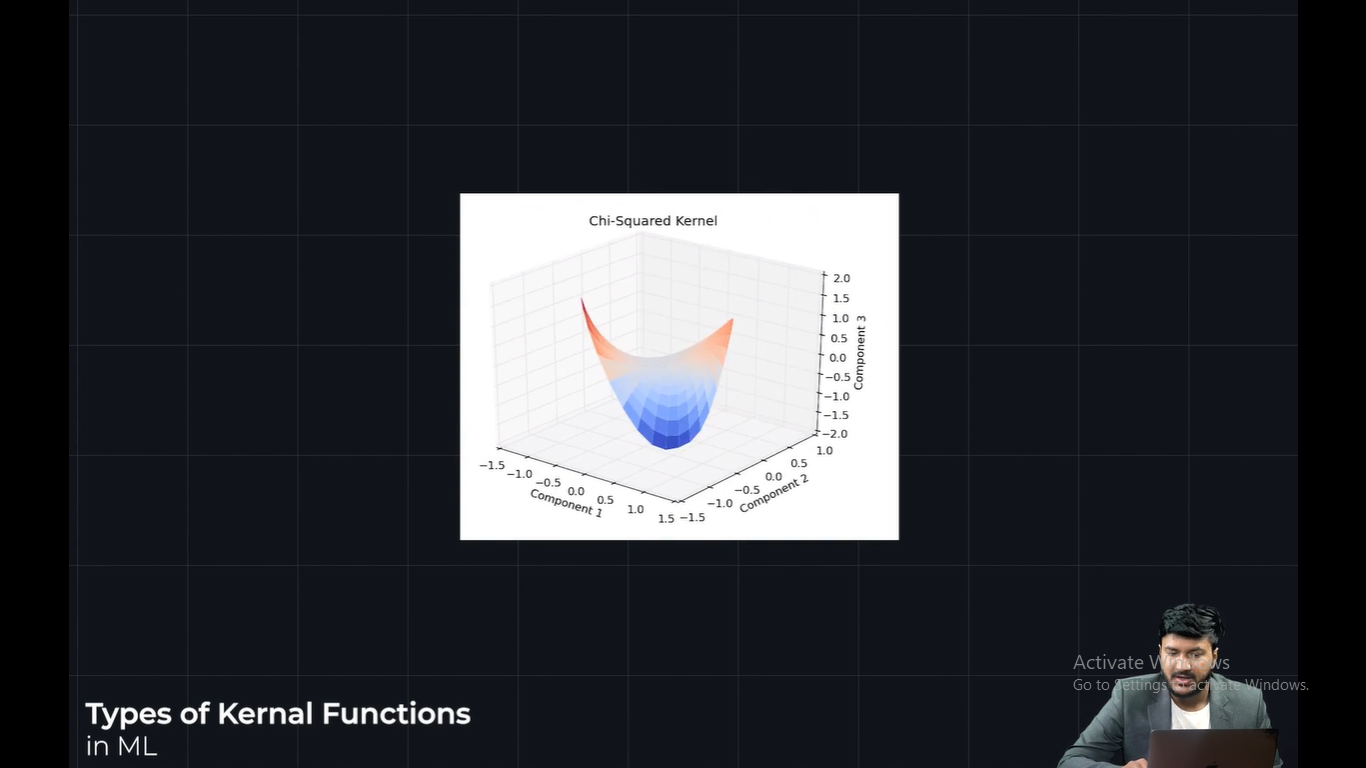 Chi-Squared Kernel
2.0
1.5
1.0
0.5
0.0
−0.5
−1.0
−1.5
−2.0
Component 3
−1.5
−1.0
−0.5
0.0
0.5
1.0
1.5
Component 1
−1.5
−1.0
−0.5
0.0
0.5
1.0
Component 2
Activate Windows
Go to Settings to activate Windows.
Types of Kernal Functions
in ML